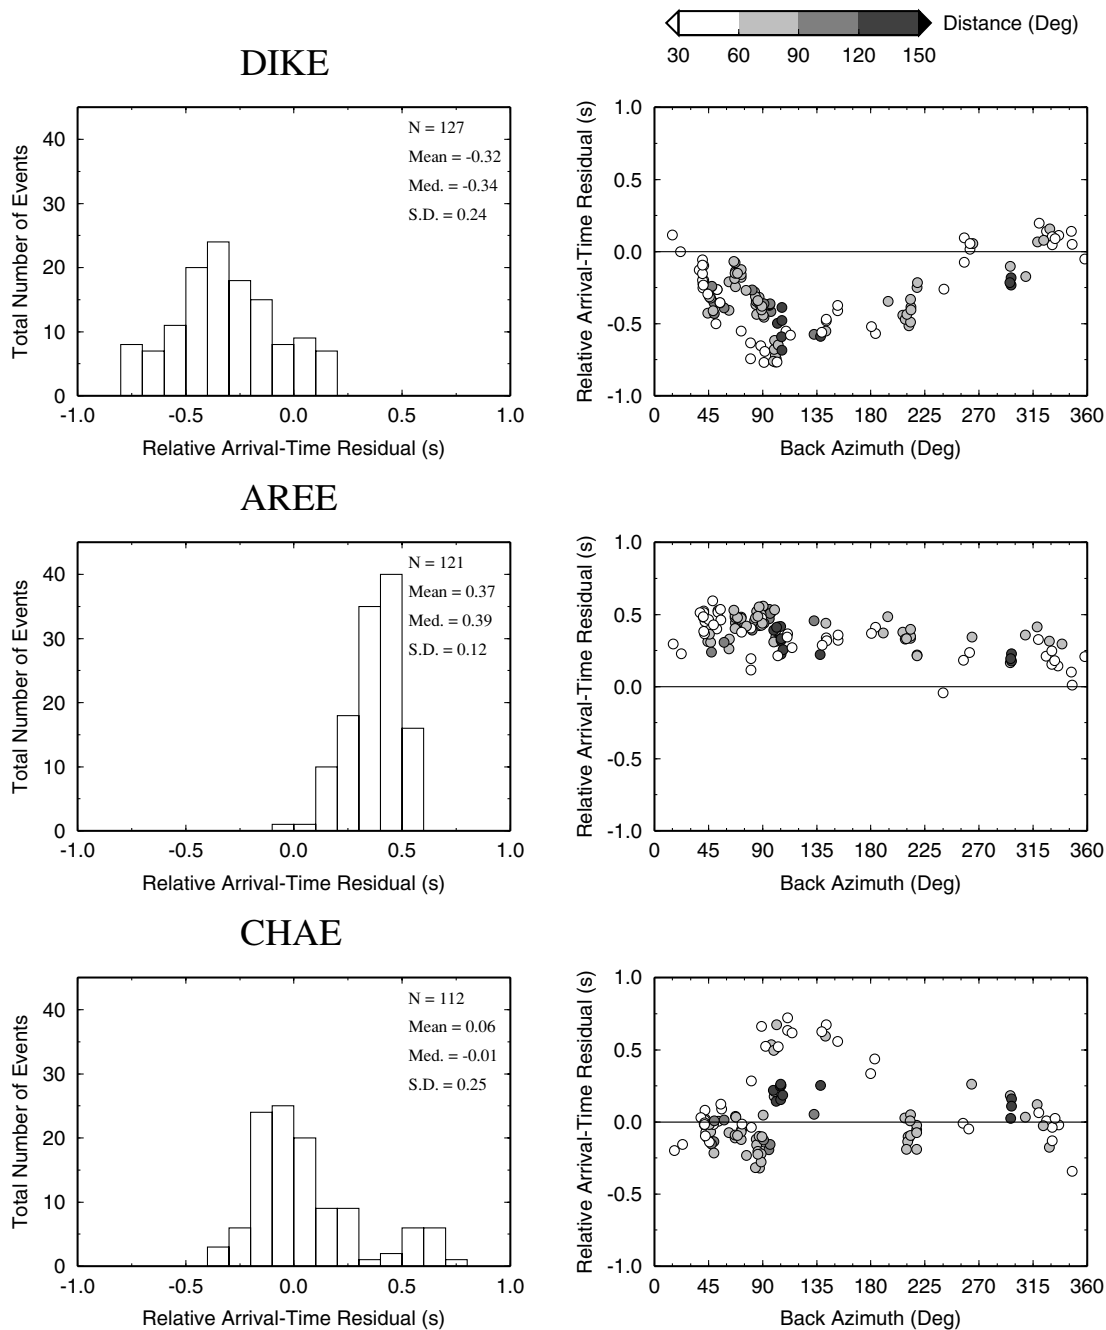 Distance (Deg)
30 60 90 120 150
DIKE
Total Number of Events
40
30
20
10
0
N = 127
Mean = -0.32
Med. = -0.34
S.D. = 0.24
-1.0 -0.5 0.0 0.5 1.0
Relative Arrival-Time Residual (s)
Relative Arrival-Time Residual (s)
1.0
0.5
0.0
-0.5
-1.0
0 45 90 135 180 225 270 315 360
Back Azimuth (Deg)
AREE
Total Number of Events
40
30
20
10
0
N = 121
Mean = 0.37
Med. = 0.39
S.D. = 0.12
-1.0 -0.5 0.0 0.5 1.0
Relative Arrival-Time Residual (s)
Relative Arrival-Time Residual (s)
1.0
0.5
0.0
-0.5
-1.0
0 45 90 135 180 225 270 315 360
Back Azimuth (Deg)
CHAE
Total Number of Events
40
30
20
10
0
N = 112
Mean = 0.06
Med. = -0.01
S.D. = 0.25
-1.0 -0.5 0.0 0.5 1.0
Relative Arrival-Time Residual (s)
Relative Arrival-Time Residual (s)
1.0
0.5
0.0
-0.5
-1.0
0 45 90 135 180 225 270 315 360
Back Azimuth (Deg)